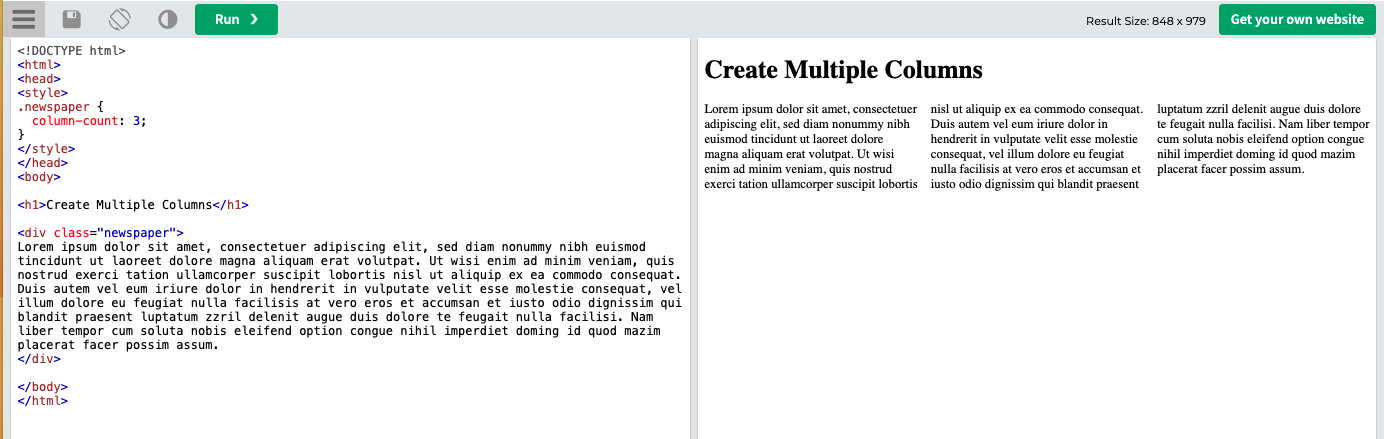 Run ❯
Result Size: 848 x 979
Get your own website
<!DOCTYPE html>
<html>
<head>
<style>
.newspaper {
  column-count: 3;
}
</style>
</head>
<body>

<h1>Create Multiple Columns</h1>

<div class="newspaper">
Lorem ipsum dolor sit amet, consectetuer adipiscing elit, sed diam nonummy nibh euismod
tincidunt ut laoreet dolore magna aliquam erat volutpat. Ut wisi enim ad minim veniam, quis
nostrud exerci tation ullamcorper suscipit lobortis nisl ut aliquip ex ea commodo consequat.
Duis autem vel eum iriure dolor in hendrerit in vulputate velit esse molestie consequat, vel
illum dolore eu feugiat nulla facilisis at vero eros et accumsan et iusto odio dignissim qui
blandit praesent luptatum zzril delenit augue duis dolore te feugait nulla facilisi. Nam
liber tempor cum soluta nobis eleifend option congue nihil imperdiet doming id quod mazim
placerat facer possim assum.
</div>

</body>
</html>
Create Multiple Columns
Lorem ipsum dolor sit amet, consectetuer
adipiscing elit, sed diam nonummy nibh
euismod tincidunt ut laoreet dolore
magna aliquam erat volutpat. Ut wisi
enim ad minim veniam, quis nostrud
exerci tation ullamcorper suscipit lobortis
nisl ut aliquip ex ea commodo consequat.
Duis autem vel eum iriure dolor in
hendrerit in vulputate velit esse molestie
consequat, vel illum dolore eu feugiat
nulla facilisis at vero eros et accumsan et
iusto odio dignissim qui blandit praesent
luptatum zzril delenit augue duis dolore
te feugait nulla facilisi. Nam liber tempor
cum soluta nobis eleifend option congue
nihil imperdiet doming id quod mazim
placerat facer possim assum.